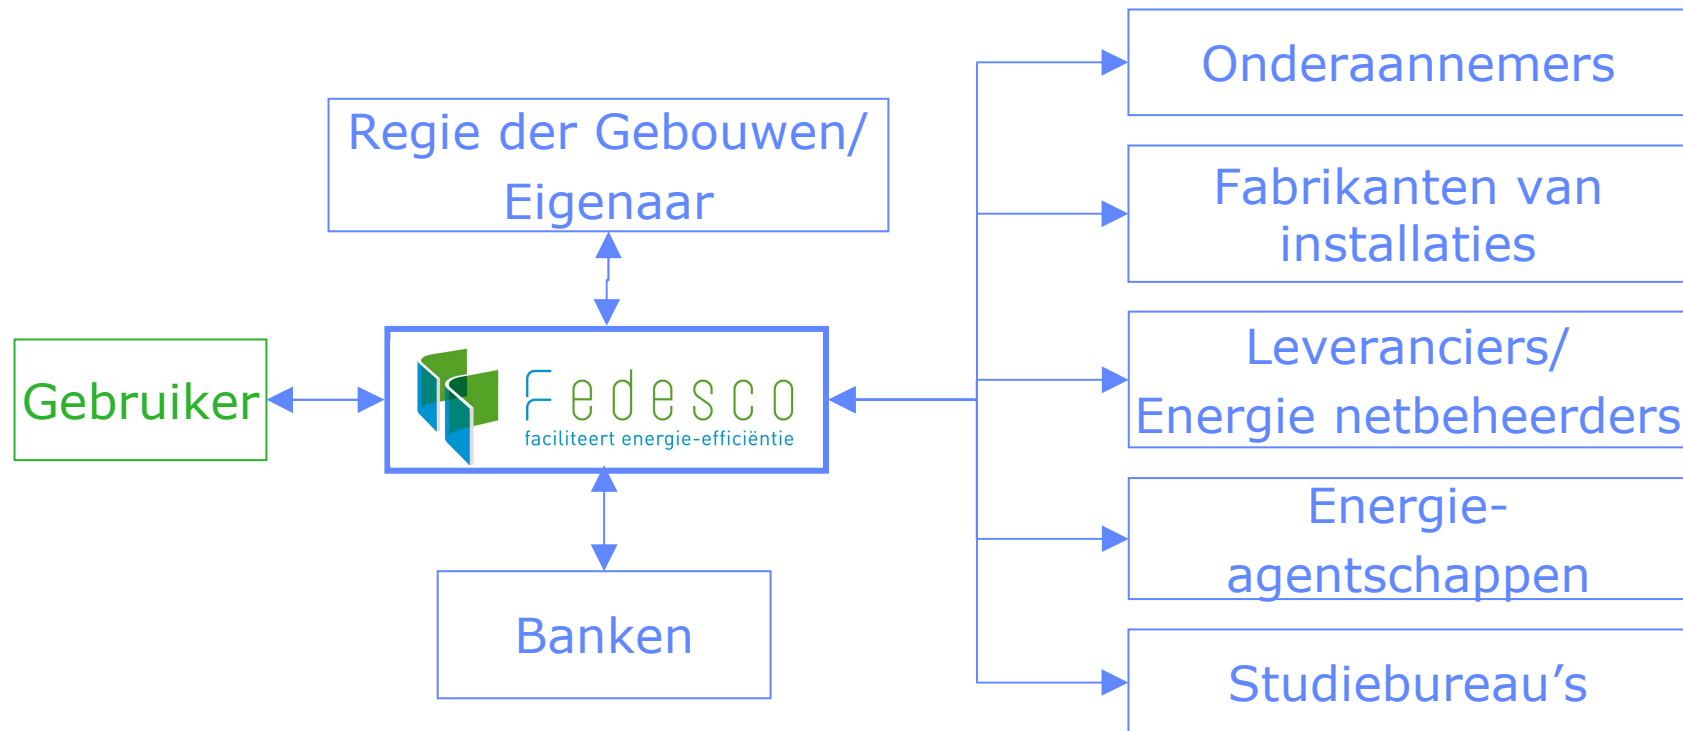 Onderaannemers
Regie der Gebouwen/
Eigenaar
Fabrikanten van
installaties
Gebruiker
Fedesco
faciliteert energie-efficiëntie
Leveranciers/
Energie netbeheerders
Energie-
agentschappen
Banken
Studiebureau’s